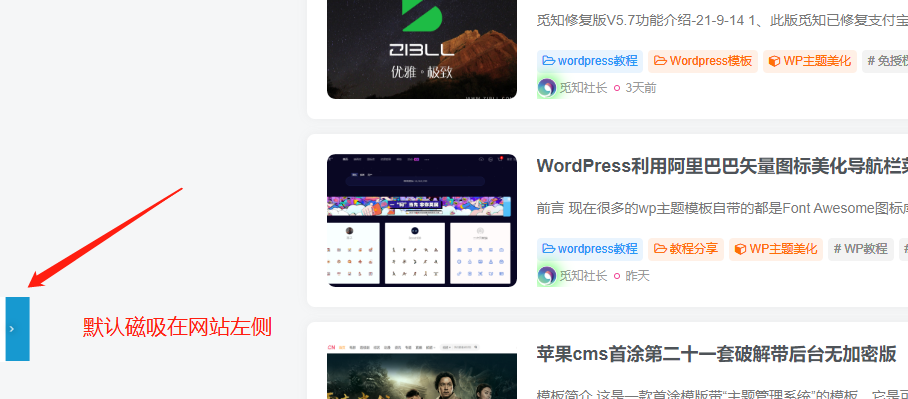 ZIBLL
优雅·极致
www.zibll.com
觅知修复版V5.7功能介绍-21-9-14 1、此版觅知已修复支付宝
wordpress教程 Wordpress模板 WP主题美化 # 免授
觅知社长 3天前
WordPress利用阿里巴巴矢量图标美化导航栏菜
前言 现在很多的wp主题模板自带的都是Font Awesome图标库
wordpress教程 教程分享 WP主题美化 # WP教程 #
觅知社长 昨天
默认磁吸在网站左侧
苹果cms首涂第二十一套破解带后台无加密版
模板简介 这是一款首涂模版带“主题管理系统”的模板，它是可